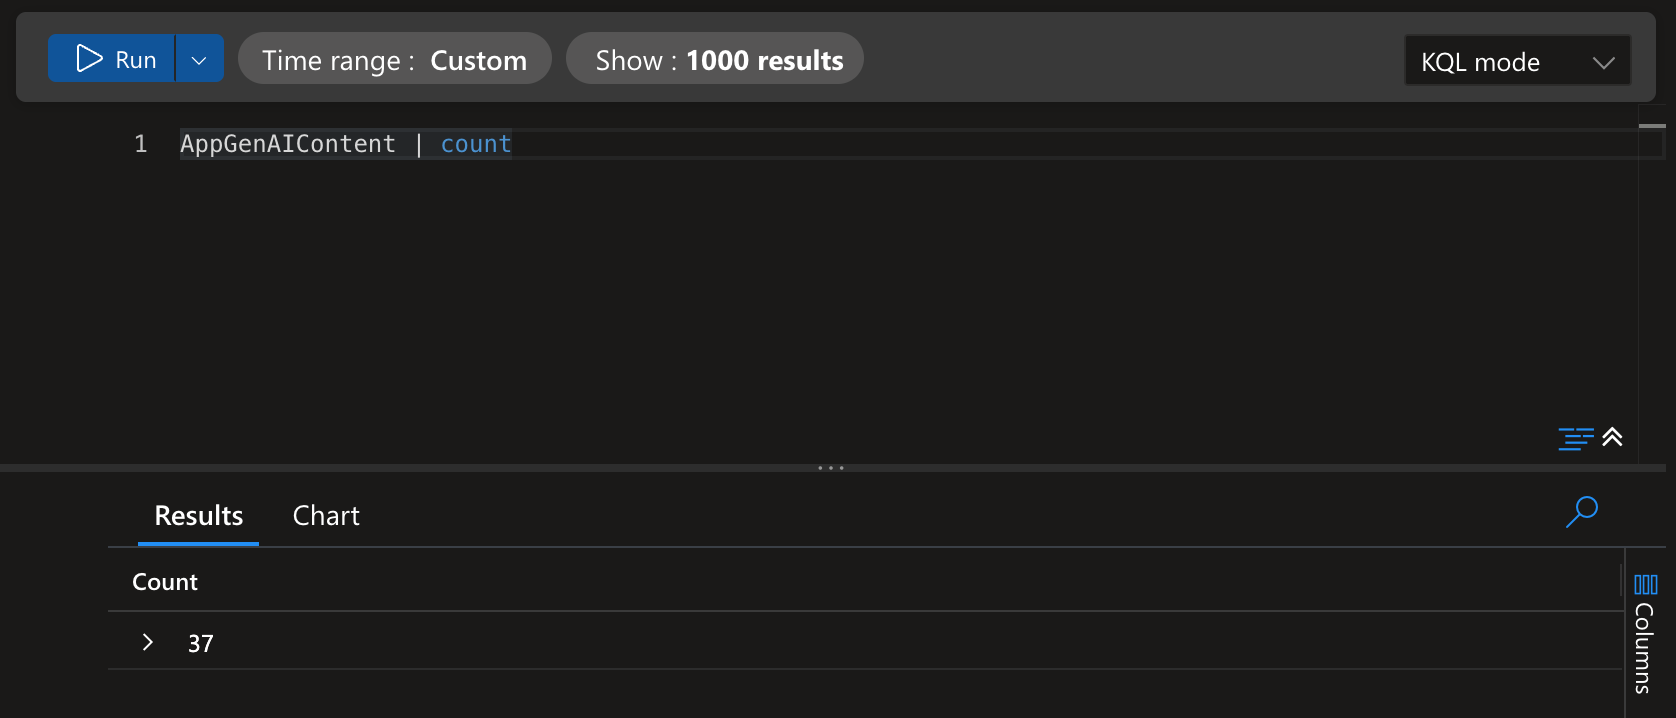 Run
Time range : Custom
Show : 1000 results
KQL mode
1 AppGenAIContent | count
Results
Chart
Count
37
Columns